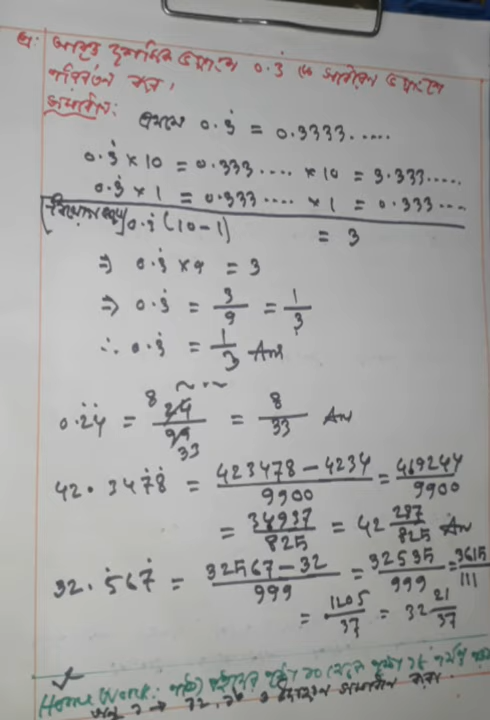 প্র: আবৃত্ত দশমিক ভগ্নাংশ 0.3̇ কে সাধারণ ভগ্নাংশে
পরিবর্তন কর।
সমাধান:
প্রথমে 0.3̇ = 0.3333.....
0.3̇ × 10 = 0.333.... × 10 = 3.333.....
0.3̇ × 1 = 0.333.... × 1 = 0.333....
[বিয়োগ করে] 0.3̇ (10-1) = 3
⇒ 0.3̇ × 9 = 3
⇒ 0.3̇ = 3/9 = 1/3
∴ 0.3̇ = 1/3 Ans
0.2̇4̇ = 24/99 = 8/33 Ans
8 33
42.347̇8̇ = (423478 - 4234)/9900 = 419244/9900
= 34937/825 = 42 287/825 Ans
32.5̇67̇ = (32567 - 32)/999 = 32535/999 = 3615/111
= 1205/37 = 32 21/37
Home Work: